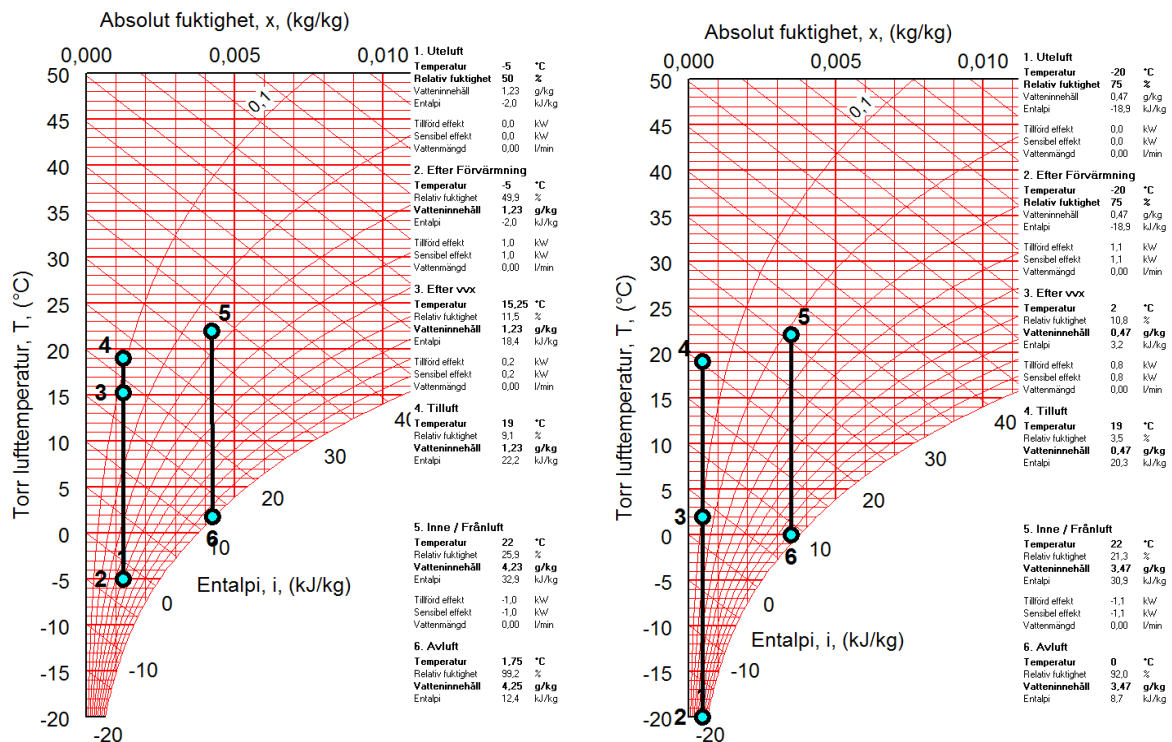 Absolut fuktighet, x, (kg/kg)
0,000 0,005 0,010
50
45
40
35
30
25
20
15
10
5
0
-5
-10
-15
-20
Torr lufttemperatur, T, (°C)
0,1
5
4
3
2
1
6
40
30
20
10
0
-10
-20
Entalpi, i, (kJ/kg)
1. Uteluft
Temperatur -5 °C
Relativ fuktighet 50 %
Vatteninnehåll 1,23 g/kg
Entalpi -2,0 kJ/kg
Tillförd effekt 0,0 kW
Sensibel effekt 0,0 kW
Vattenmängd 0,00 l/min
2. Efter Förvärmning
Temperatur -5 °C
Relativ fuktighet 49,9 %
Vatteninnehåll 1,23 g/kg
Entalpi -2,0 kJ/kg
Tillförd effekt 1,0 kW
Sensibel effekt 1,0 kW
Vattenmängd 0,00 l/min
3. Efter vvx
Temperatur 15,25 °C
Relativ fuktighet 11,5 %
Vatteninnehåll 1,23 g/kg
Entalpi 18,4 kJ/kg
Tillförd effekt 0,2 kW
Sensibel effekt 0,2 kW
Vattenmängd 0,00 l/min
4. Tilluft
Temperatur 19 °C
Relativ fuktighet 9,1 %
Vatteninnehåll 1,23 g/kg
Entalpi 22,2 kJ/kg
5. Inne / Frånluft
Temperatur 22 °C
Relativ fuktighet 25,9 %
Vatteninnehåll 4,23 g/kg
Entalpi 32,9 kJ/kg
Tillförd effekt -1,0 kW
Sensibel effekt -1,0 kW
Vattenmängd 0,00 l/min
6. Avluft
Temperatur 1,75 °C
Relativ fuktighet 99,2 %
Vatteninnehåll 4,25 g/kg
Entalpi 12,4 kJ/kg
Absolut fuktighet, x, (kg/kg)
0,000 0,005 0,010
50
45
40
35
30
25
20
15
10
5
0
-5
-10
-15
-20
Torr lufttemperatur, T, (°C)
0,1
5
4
3
6
2
40
30
20
10
0
-10
-20
Entalpi, i, (kJ/kg)
1. Uteluft
Temperatur -20 °C
Relativ fuktighet 75 %
Vatteninnehåll 0,47 g/kg
Entalpi -18,9 kJ/kg
Tillförd effekt 0,0 kW
Sensibel effekt 0,0 kW
Vattenmängd 0,00 l/min
2. Efter Förvärmning
Temperatur -20 °C
Relativ fuktighet 75 %
Vatteninnehåll 0,47 g/kg
Entalpi -18,9 kJ/kg
Tillförd effekt 1,1 kW
Sensibel effekt 1,1 kW
Vattenmängd 0,00 l/min
3. Efter vvx
Temperatur 2 °C
Relativ fuktighet 10,8 %
Vatteninnehåll 0,47 g/kg
Entalpi 3,2 kJ/kg
Tillförd effekt 0,8 kW
Sensibel effekt 0,8 kW
Vattenmängd 0,00 l/min
4. Tilluft
Temperatur 19 °C
Relativ fuktighet 3,5 %
Vatteninnehåll 0,47 g/kg
Entalpi 20,3 kJ/kg
5. Inne / Frånluft
Temperatur 22 °C
Relativ fuktighet 21,3 %
Vatteninnehåll 3,47 g/kg
Entalpi 30,9 kJ/kg
Tillförd effekt -1,1 kW
Sensibel effekt -1,1 kW
Vattenmängd 0,00 l/min
6. Avluft
Temperatur 0 °C
Relativ fuktighet 92,0 %
Vatteninnehåll 3,47 g/kg
Entalpi 8,7 kJ/kg